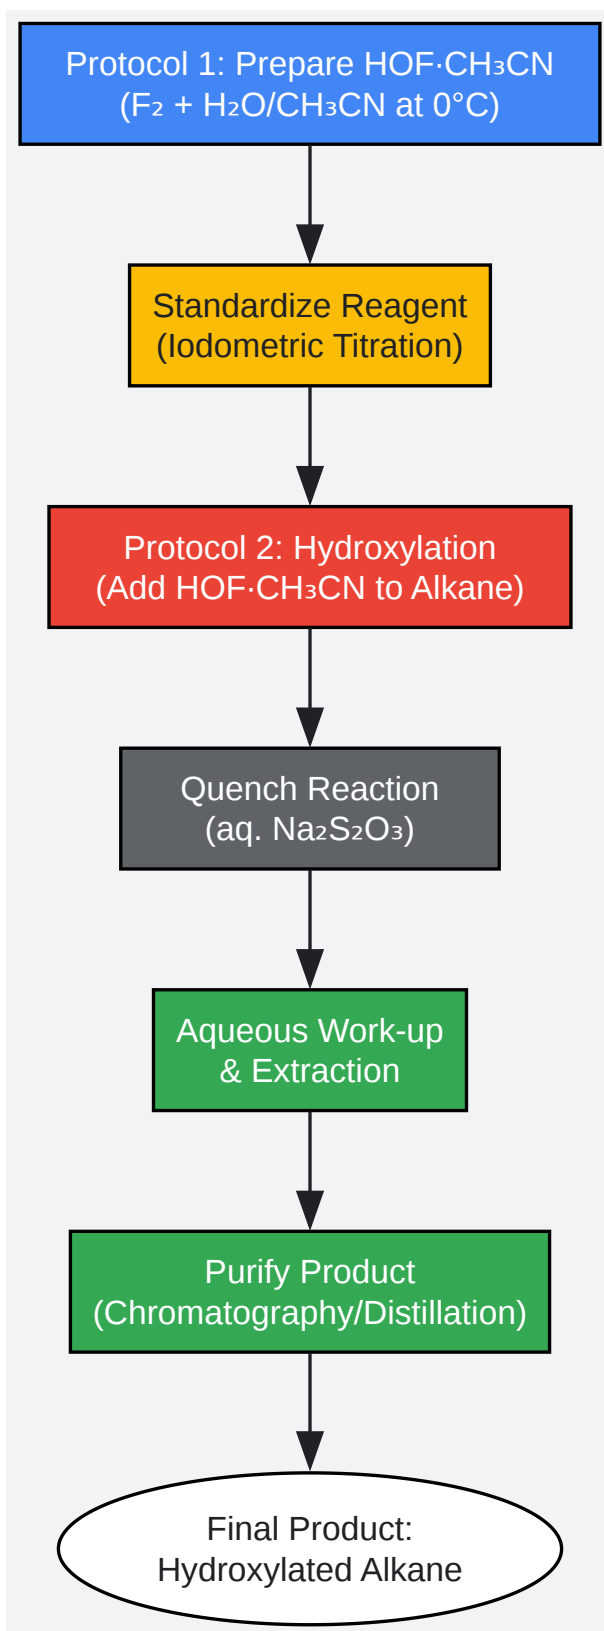 Protocol 1: Prepare HOF·CH₃CN
(F₂ + H₂O/CH₃CN at 0°C)
Standardize Reagent
(Iodometric Titration)
Protocol 2: Hydroxylation
(Add HOF·CH₃CN to Alkane)
Quench Reaction
(aq. Na₂S₂O₃)
Aqueous Work-up
& Extraction
Purify Product
(Chromatography/Distillation)
Final Product:
Hydroxylated Alkane